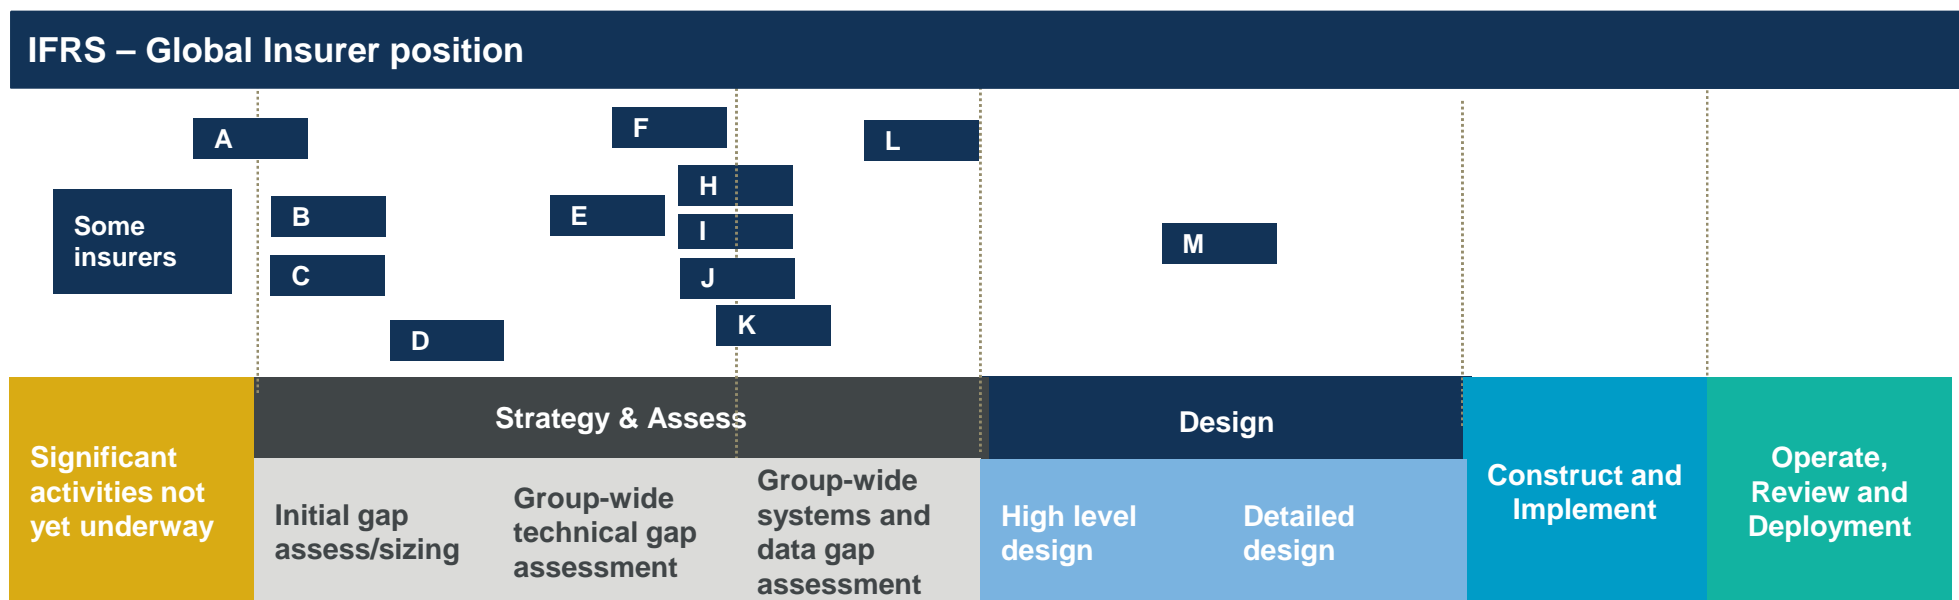 IFRS – Global Insurer position
A
F
L
H
Some
insurers
B
E
I
M
C
J
K
D
Strategy & Assess
Design
Significant
activities not
yet underway
Initial gap
assess/sizing
Group-wide
technical gap
assessment
Group-wide
systems and
data gap
assessment
High level
design
Detailed
design
Construct and
Implement
Operate,
Review and
Deployment